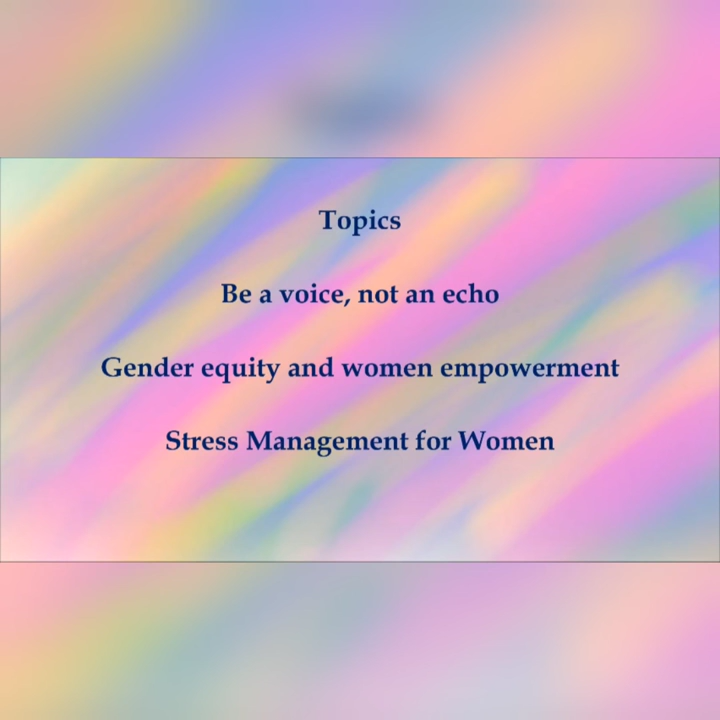 Topics
Be a voice, not an echo
Gender equity and women empowerment
Stress Management for Women